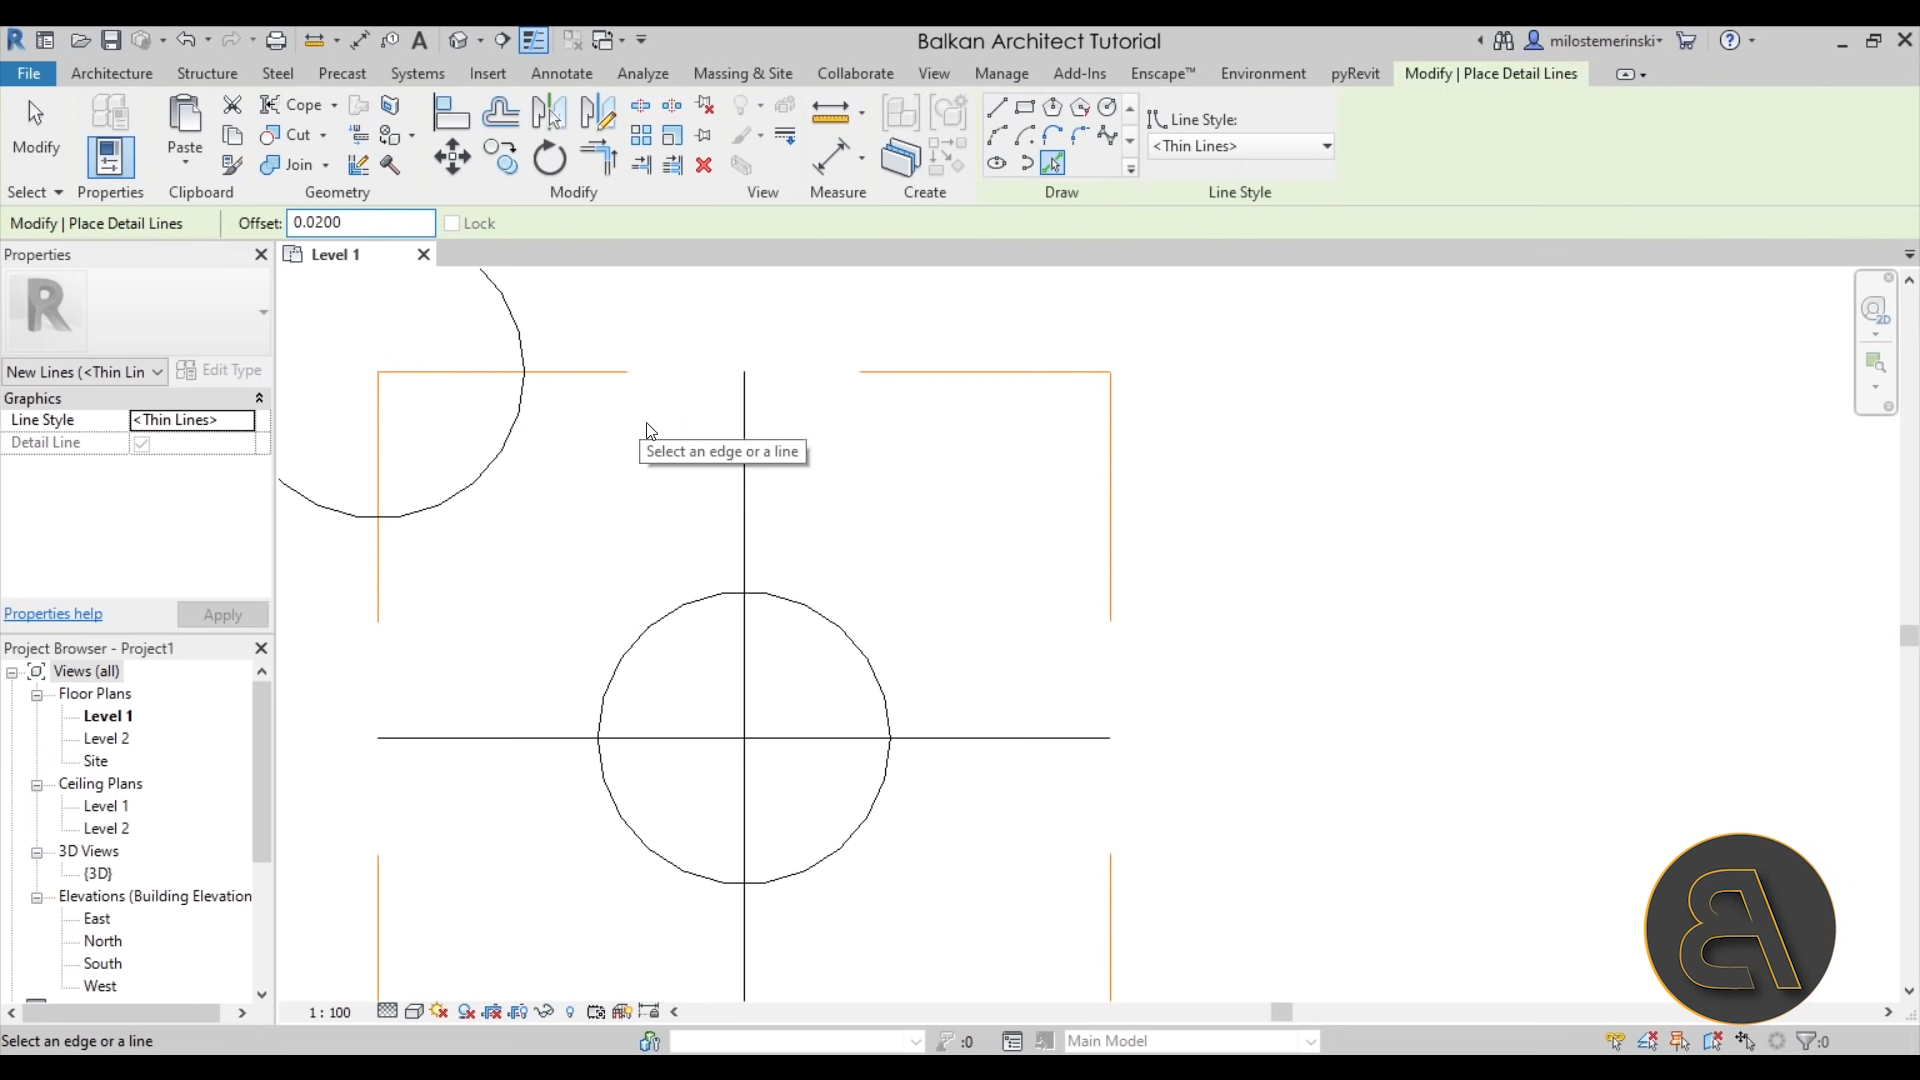 Balkan Architect Tutorial
milostemerinski
File Architecture Structure Steel Precast Systems Insert Annotate Analyze Massing & Site Collaborate View Manage Add-Ins Enscape™ Environment pyRevit Modify | Place Detail Lines
Modify
Paste
Cope
Cut
Join
Line Style:
<Thin Lines>
Select Properties Clipboard Geometry Modify View Measure Create Draw Line Style
Modify | Place Detail Lines Offset: 0.0200 Lock
Properties
Level 1
New Lines (<Thin Lin
Edit Type
Graphics
Line Style <Thin Lines>
Detail Line
Properties help
Apply
Select an edge or a line
Project Browser - Project1
Views (all)
Floor Plans
Level 1
Level 2
Site
Ceiling Plans
Level 1
Level 2
3D Views
{3D}
Elevations (Building Elevation
East
North
South
West
2D
1 : 100
Select an edge or a line
:0
Main Model
:0